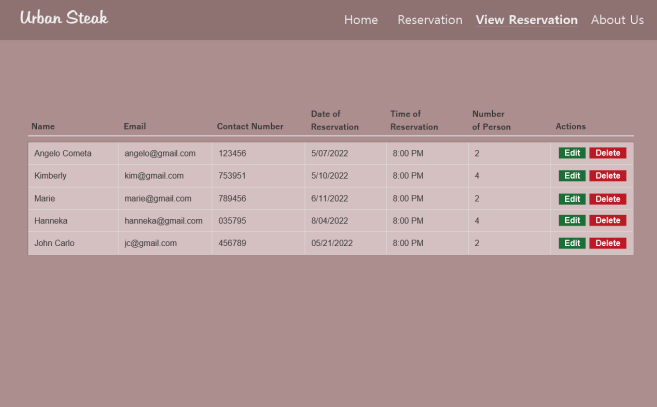 Urban Steak
Home Reservation View Reservation About Us
Name Email Contact Number Date of Reservation Time of Reservation Number of Person Actions
Angelo Cometa angelo@gmail.com 123456 5/07/2022 8:00 PM 2 Edit Delete
Kimberly kim@gmail.com 753951 5/10/2022 8:00 PM 4 Edit Delete
Marie marie@gmail.com 789456 6/11/2022 8:00 PM 2 Edit Delete
Hanneka hanneka@gmail.com 035795 8/04/2022 8:00 PM 4 Edit Delete
John Carlo jc@gmail.com 456789 05/21/2022 8:00 PM 2 Edit Delete